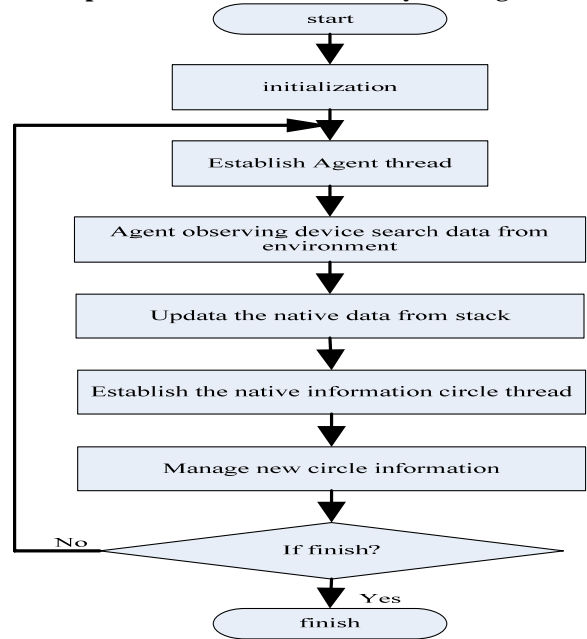 start
initialization
Establish Agent thread
Agent observing device search data from
environment
Updata the native data from stack
Establish the native information circle thread
Manage new circle information
If finish?
No
Yes
finish